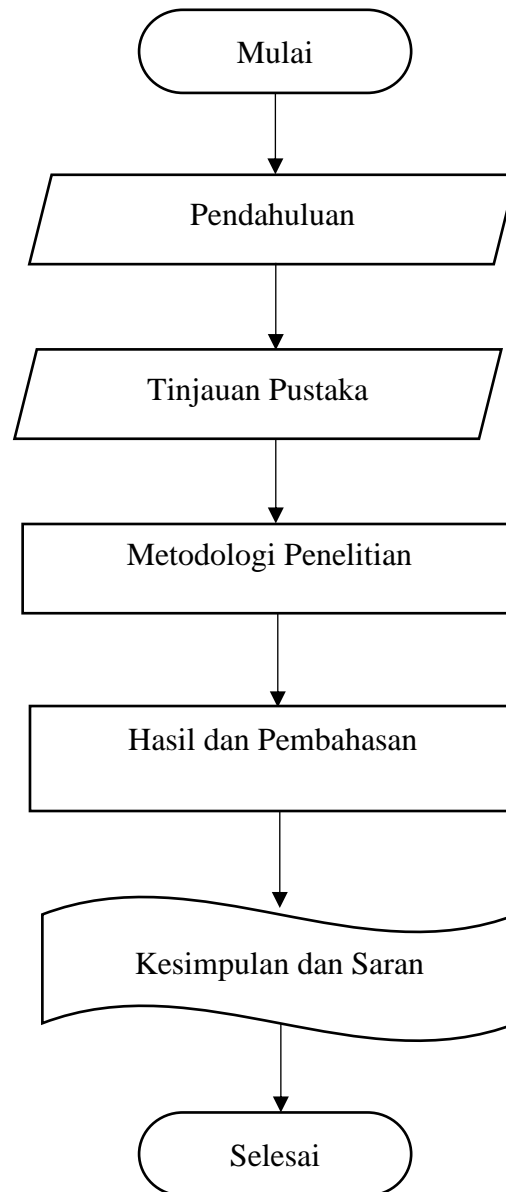 Mulai
Pendahuluan
Tinjauan Pustaka
Metodologi Penelitian
Hasil dan Pembahasan
Kesimpulan dan Saran
Selesai